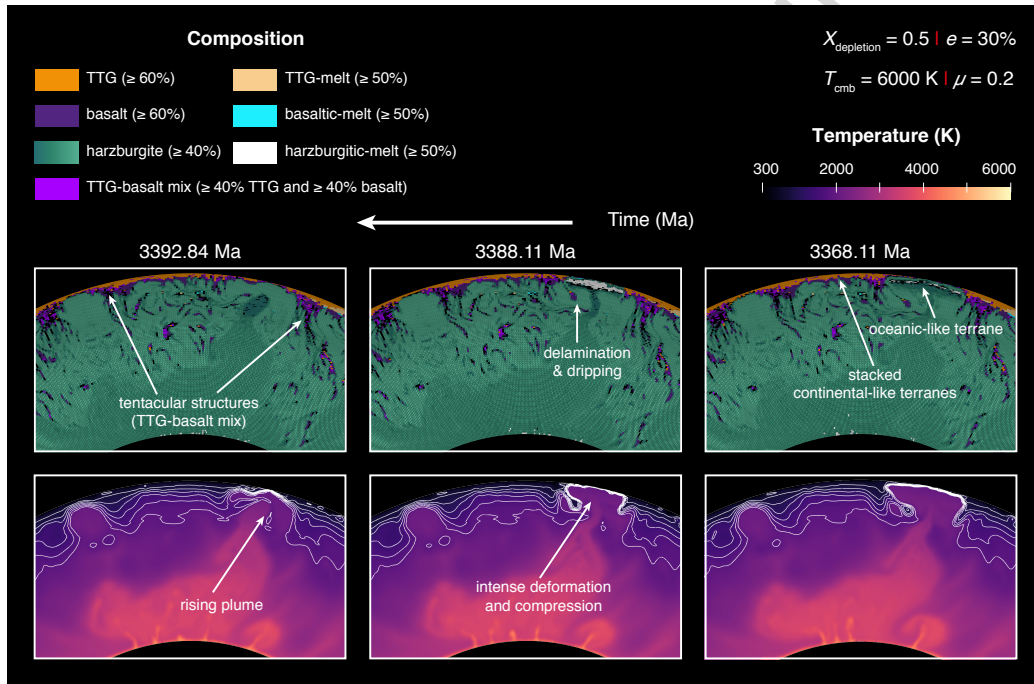 Composition
X_depletion = 0.5 | e = 30%
T_cmb = 6000 K | μ = 0.2
TTG (≥ 60%)
TTG-melt (≥ 50%)
basalt (≥ 60%)
basaltic-melt (≥ 50%)
harzburgite (≥ 40%)
harzburgitic-melt (≥ 50%)
TTG-basalt mix (≥ 40% TTG and ≥ 40% basalt)
Temperature (K)
300 2000 4000 6000
Time (Ma)
3392.84 Ma
3388.11 Ma
3368.11 Ma
tentacular structures
(TTG-basalt mix)
delamination
& dripping
oceanic-like terrane
stacked
continental-like terranes
rising plume
intense deformation
and compression